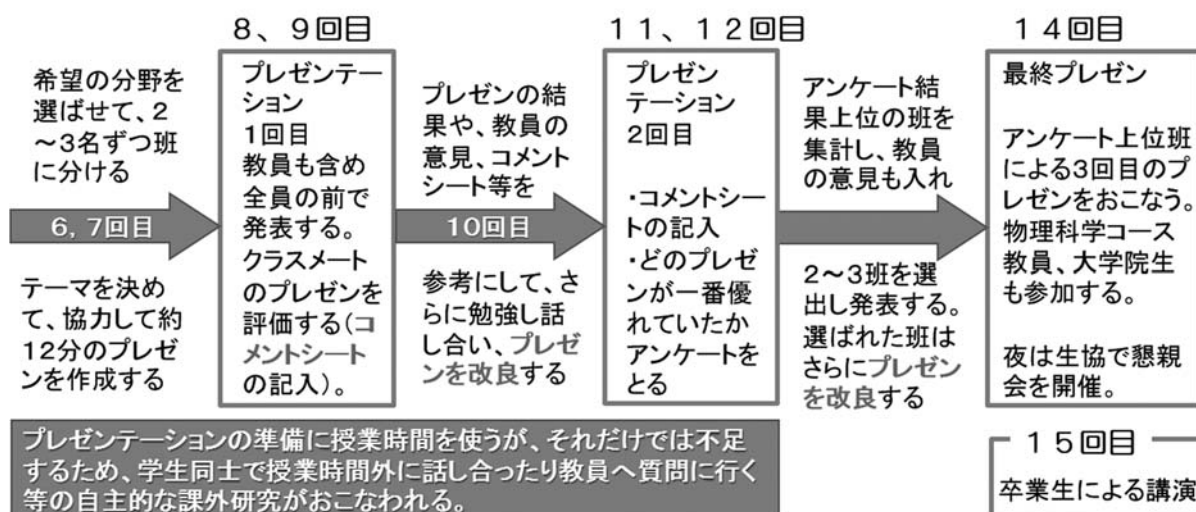 希望の分野を
選ばせて、２
～３名ずつ班
に分ける
６，７回目
テーマを決め
て、協力して約
１２分のプレゼ
ンを作成する
８、９回目
プレゼンテー
ション
１回目
教員も含め
全員の前で
発表する。
クラスメート
のプレゼンを
評価する（コ
メントシート
の記入）。
プレゼンの結
果や、教員の
意見、コメント
シート等を
１０回目
参考にして、さ
らに勉強し話
し合い、プレゼ
ンを改良する
１１、１２回目
プレゼン
テーション
２回目
・コメントシー
トの記入
・どのプレゼ
ンが一番優
れていたか
アンケートを
とる
アンケート結
果上位の班を
集計し、教員
の意見も入れ
２～３班を選
出し発表する。
選ばれた班は
さらにプレゼン
を改良する
１４回目
最終プレゼン
アンケート上位班
による３回目のプ
レゼンをおこなう。
物理科学コース
教員、大学院生
も参加する。
夜は生協で懇親
会を開催。
プレゼンテーションの準備に授業時間を使うが、それだけでは不足
するため、学生同士で授業時間外に話し合ったり教員へ質問に行く
等の自主的な課外研究がおこなわれる。
１５回目
卒業生による講演